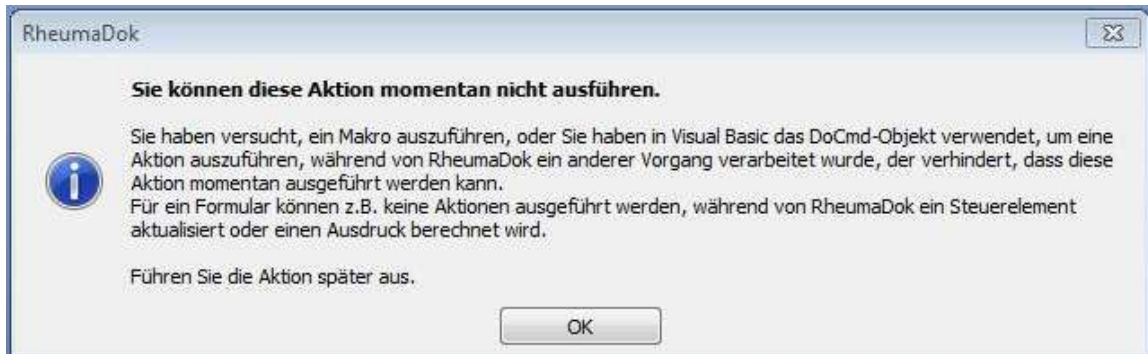 RheumaDok
Sie können diese Aktion momentan nicht ausführen.
Sie haben versucht, ein Makro auszuführen, oder Sie haben in Visual Basic das DoCmd-Objekt verwendet, um eine
Aktion auszuführen, während von RheumaDok ein anderer Vorgang verarbeitet wurde, der verhindert, dass diese
Aktion momentan ausgeführt werden kann.
Für ein Formular können z.B. keine Aktionen ausgeführt werden, während von RheumaDok ein Steuerelement
aktualisiert oder einen Ausdruck berechnet wird.
Führen Sie die Aktion später aus.
OK